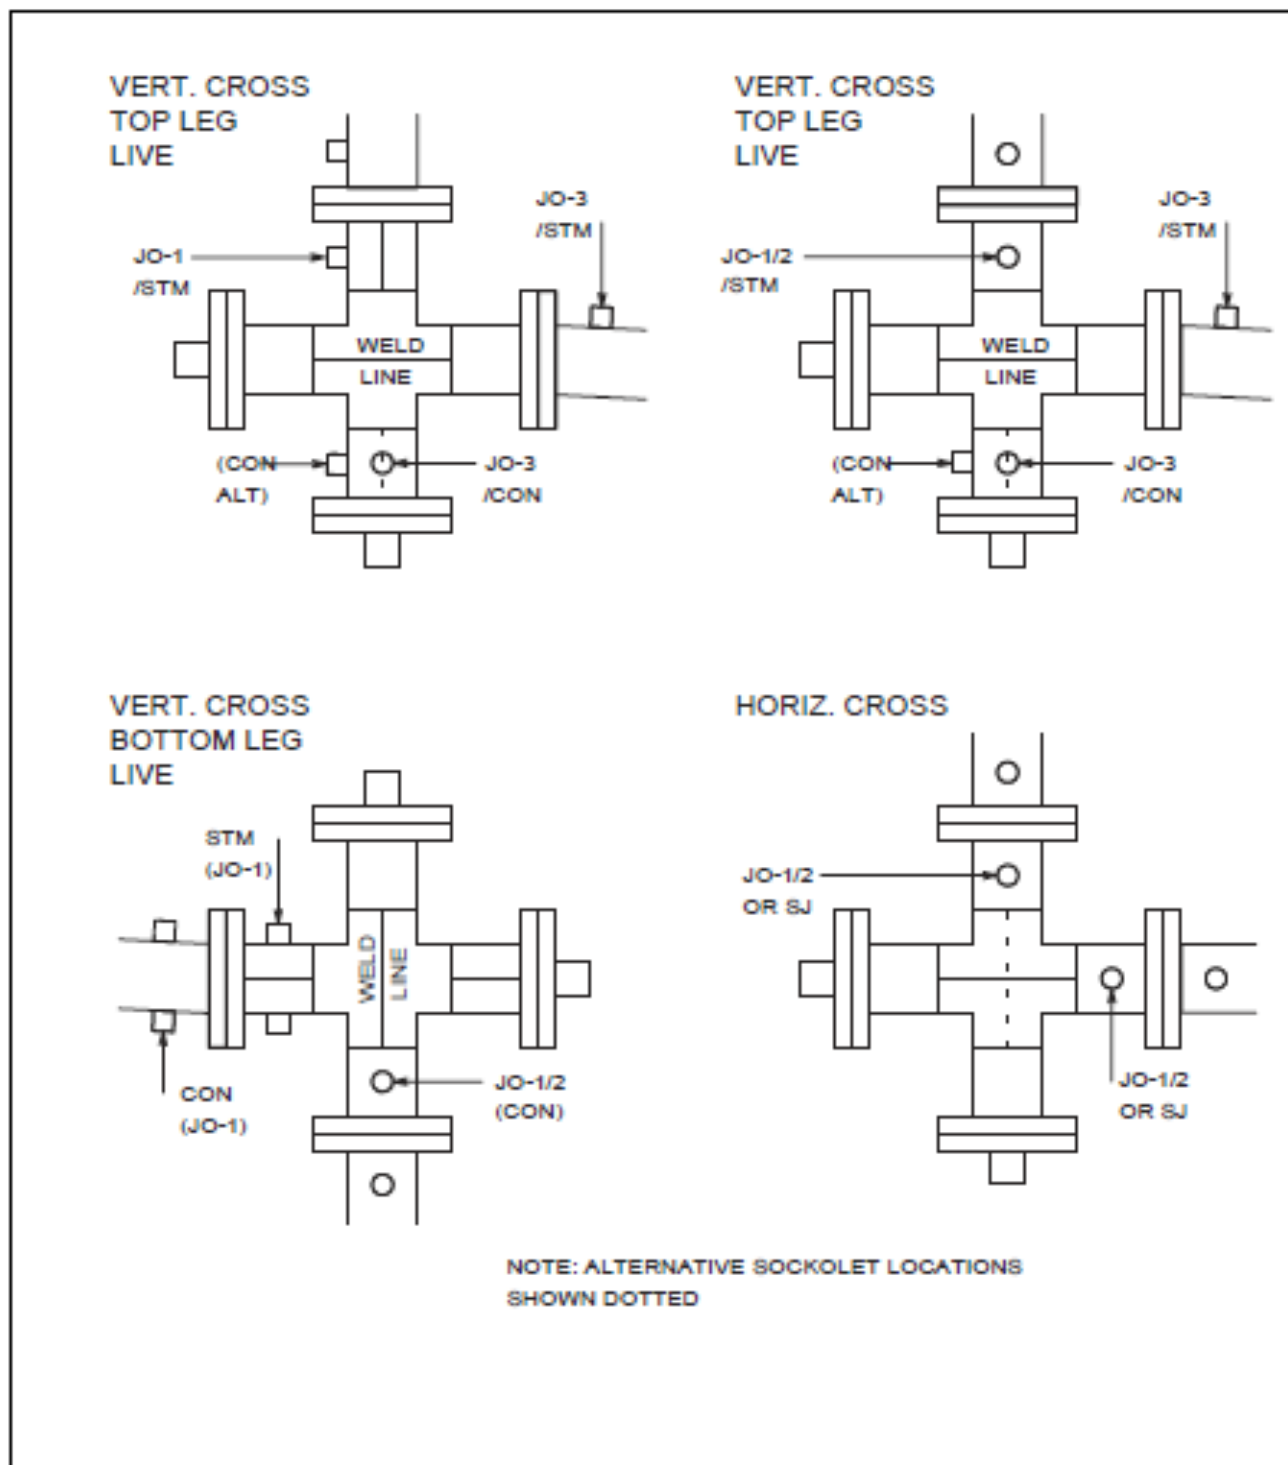 VERT. CROSS
TOP LEG
LIVE
JO-3
/STM
JO-1
/STM
WELD
LINE
(CON
ALT)
JO-3
/CON
VERT. CROSS
TOP LEG
LIVE
JO-3
/STM
JO-1/2
/STM
WELD
LINE
(CON
ALT)
JO-3
/CON
VERT. CROSS
BOTTOM LEG
LIVE
STM
(JO-1)
WELD
LINE
CON
(JO-1)
JO-1/2
(CON)
HORIZ. CROSS
JO-1/2
OR SJ
JO-1/2
OR SJ
NOTE: ALTERNATIVE SOCKOLET LOCATIONS
SHOWN DOTTED